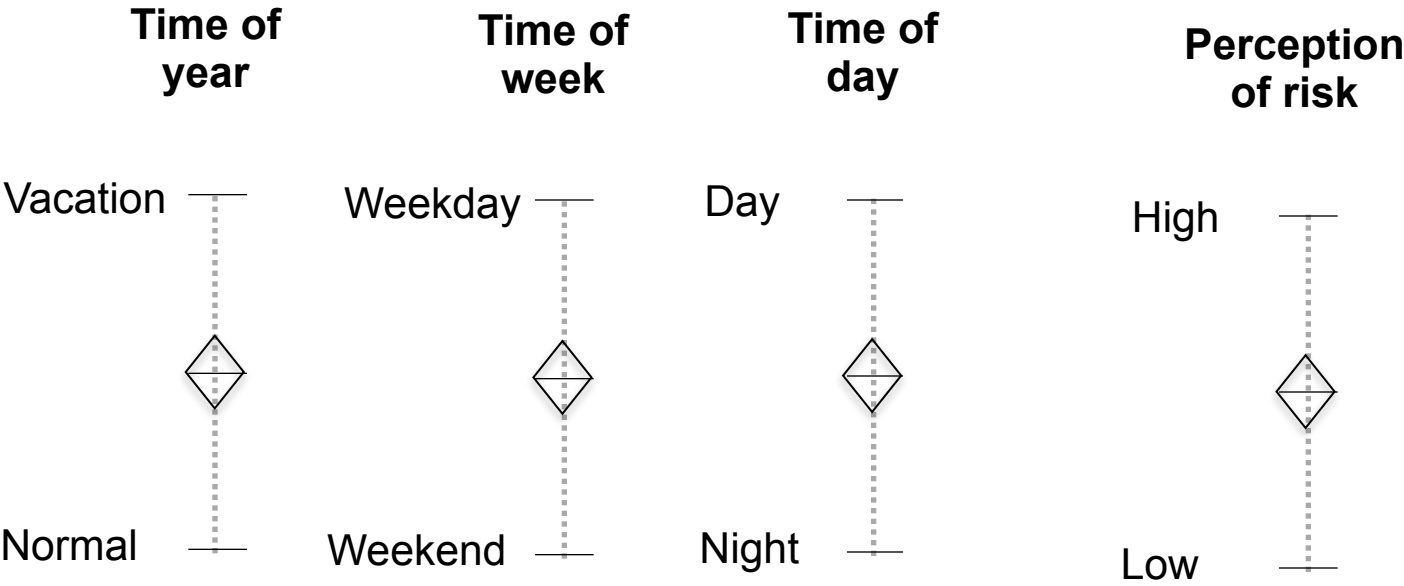 Time of
year
Time of
week
Time of
day
Perception
of risk
Vacation
Weekday
Day
High
Normal
Weekend
Night
Low